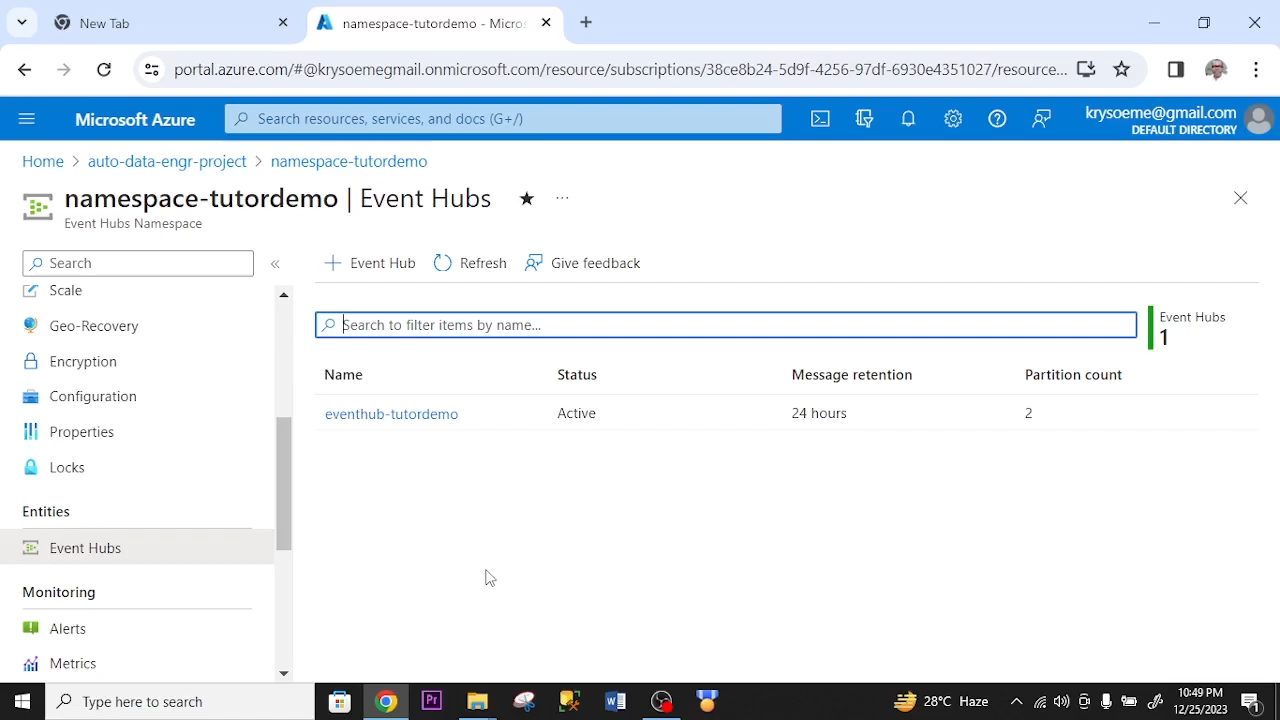 New Tab
namespace-tutordemo - Micros
portal.azure.com/#@krysoemegmail.onmicrosoft.com/resource/subscriptions/38ce8b24-5d9f-4256-97df-6930e4351027/resource...
Microsoft Azure
Search resources, services, and docs (G+/)
krysoeme@gmail.com
DEFAULT DIRECTORY
Home > auto-data-engr-project > namespace-tutordemo
namespace-tutordemo | Event Hubs
Event Hubs Namespace
Search
Event Hub Refresh Give feedback
Scale
Geo-Recovery
Encryption
Configuration
Properties
Locks
Entities
Event Hubs
Monitoring
Alerts
Metrics
Search to filter items by name...
Event Hubs
1
Name Status Message retention Partition count
eventhub-tutordemo Active 24 hours 2
Type here to search
Pr
28°C Haze
10:49 PM
12/25/2023
1